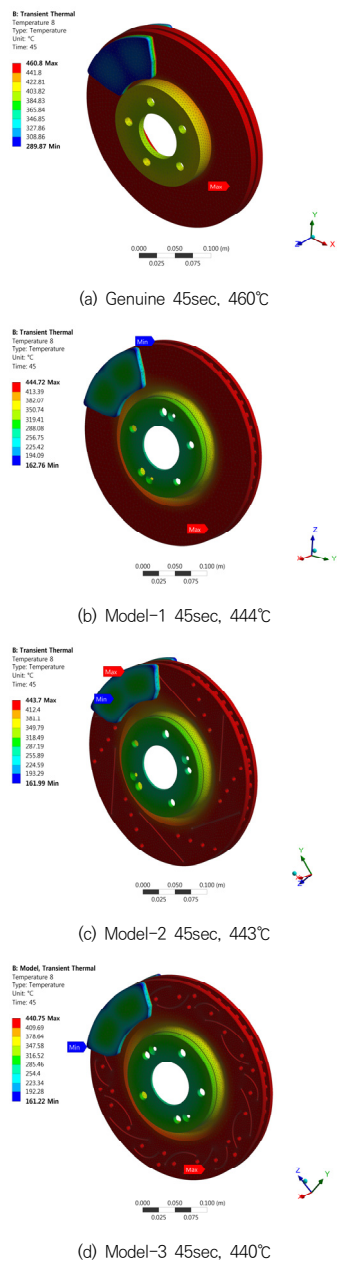 B: Transient Thermal
Temperature 8
Type: Temperature
Unit: °C
Time: 45
460.8 Max
441.8
422.81
403.82
384.83
365.84
346.85
327.86
308.86
289.87 Min
Max
0.000 0.050 0.100 (m)
0.025 0.075
Y
Z X
(a) Genuine 45sec, 460℃
B: Transient Thermal
Temperature 8
Type: Temperature
Unit: °C
Time: 45
444.72 Max
413.39
382.07
350.74
319.41
288.08
256.75
225.42
194.09
162.76 Min
Min
Max
0.000 0.050 0.100 (m)
0.025 0.075
Z
X Y
(b) Model-1 45sec, 444℃
B: Transient Thermal
Temperature 8
Type: Temperature
Unit: °C
Time: 45
443.7 Max
412.4
381.1
349.79
318.49
287.19
255.89
224.59
193.29
161.99 Min
Max
Min
0.000 0.050 0.100 (m)
0.025 0.075
Y
X
Z
(c) Model-2 45sec, 443℃
B: Model, Transient Thermal
Temperature 8
Type: Temperature
Unit: °C
Time: 45
440.75 Max
409.69
378.64
347.58
316.52
285.46
254.4
223.34
192.28
161.22 Min
Min
Max
0.000 0.050 0.100 (m)
0.025 0.075
Z Y
(d) Model-3 45sec, 440℃